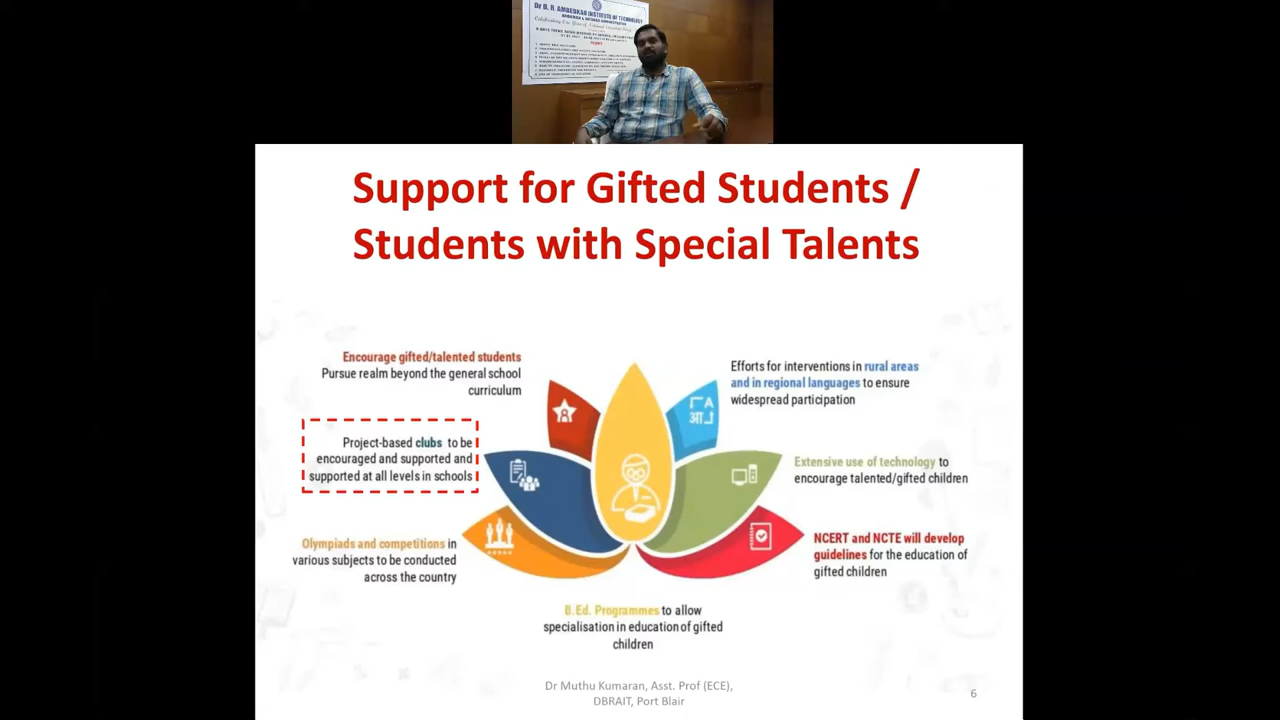 Dr B. R. AMBEDKAR INSTITUTE OF TECHNOLOGY
Support for Gifted Students /
Students with Special Talents
Encourage gifted/talented students
Pursue realm beyond the general school
curriculum
Project-based clubs to be
encouraged and supported and
supported at all levels in schools
Olympiads and competitions in
various subjects to be conducted
across the country
Efforts for interventions in rural areas
and in regional languages to ensure
widespread participation
A
आ
Extensive use of technology to
encourage talented/gifted children
NCERT and NCTE will develop
guidelines for the education of
gifted children
B.Ed. Programmes to allow
specialisation in education of gifted
children
Dr Muthu Kumaran, Asst. Prof (ECE),
DBRAIT, Port Blair
6